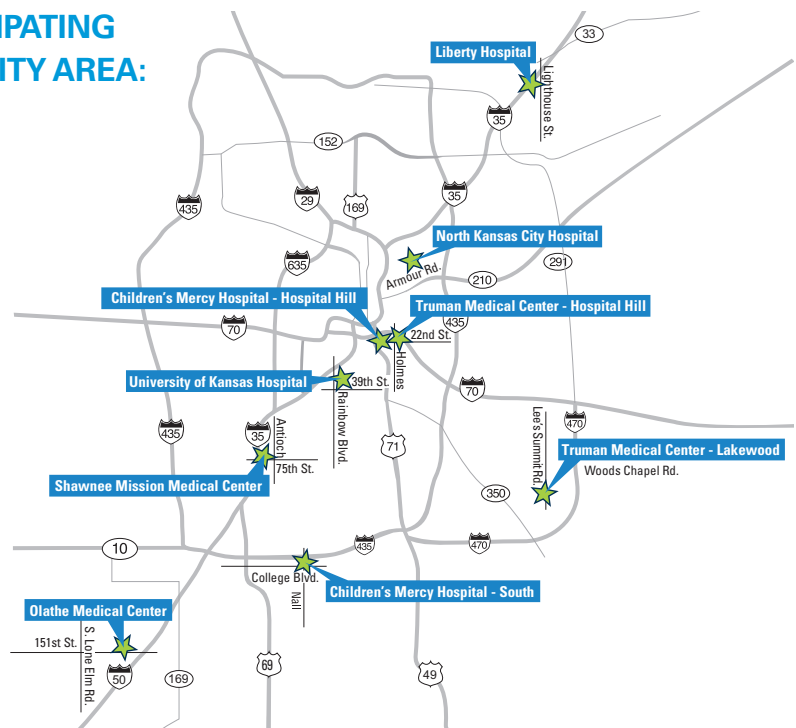 IPATING
ITY AREA:
33
Liberty Hospital
Lighthouse St.
35
152
35
29
169
435
North Kansas City Hospital
635
291
Armour Rd.
210
Children's Mercy Hospital - Hospital Hill
Truman Medical Center - Hospital Hill
70
435
22nd St.
Holmes
University of Kansas Hospital
39th St.
70
Rainbow Blvd.
Lee's Summit Rd.
470
435
35
Antioch
71
Truman Medical Center - Lakewood
75th St.
Woods Chapel Rd.
Shawnee Mission Medical Center
350
10
435
470
College Blvd.
Nall
Children's Mercy Hospital - South
Olathe Medical Center
151st St.
S. Lone Elm Rd.
50
169
69
49